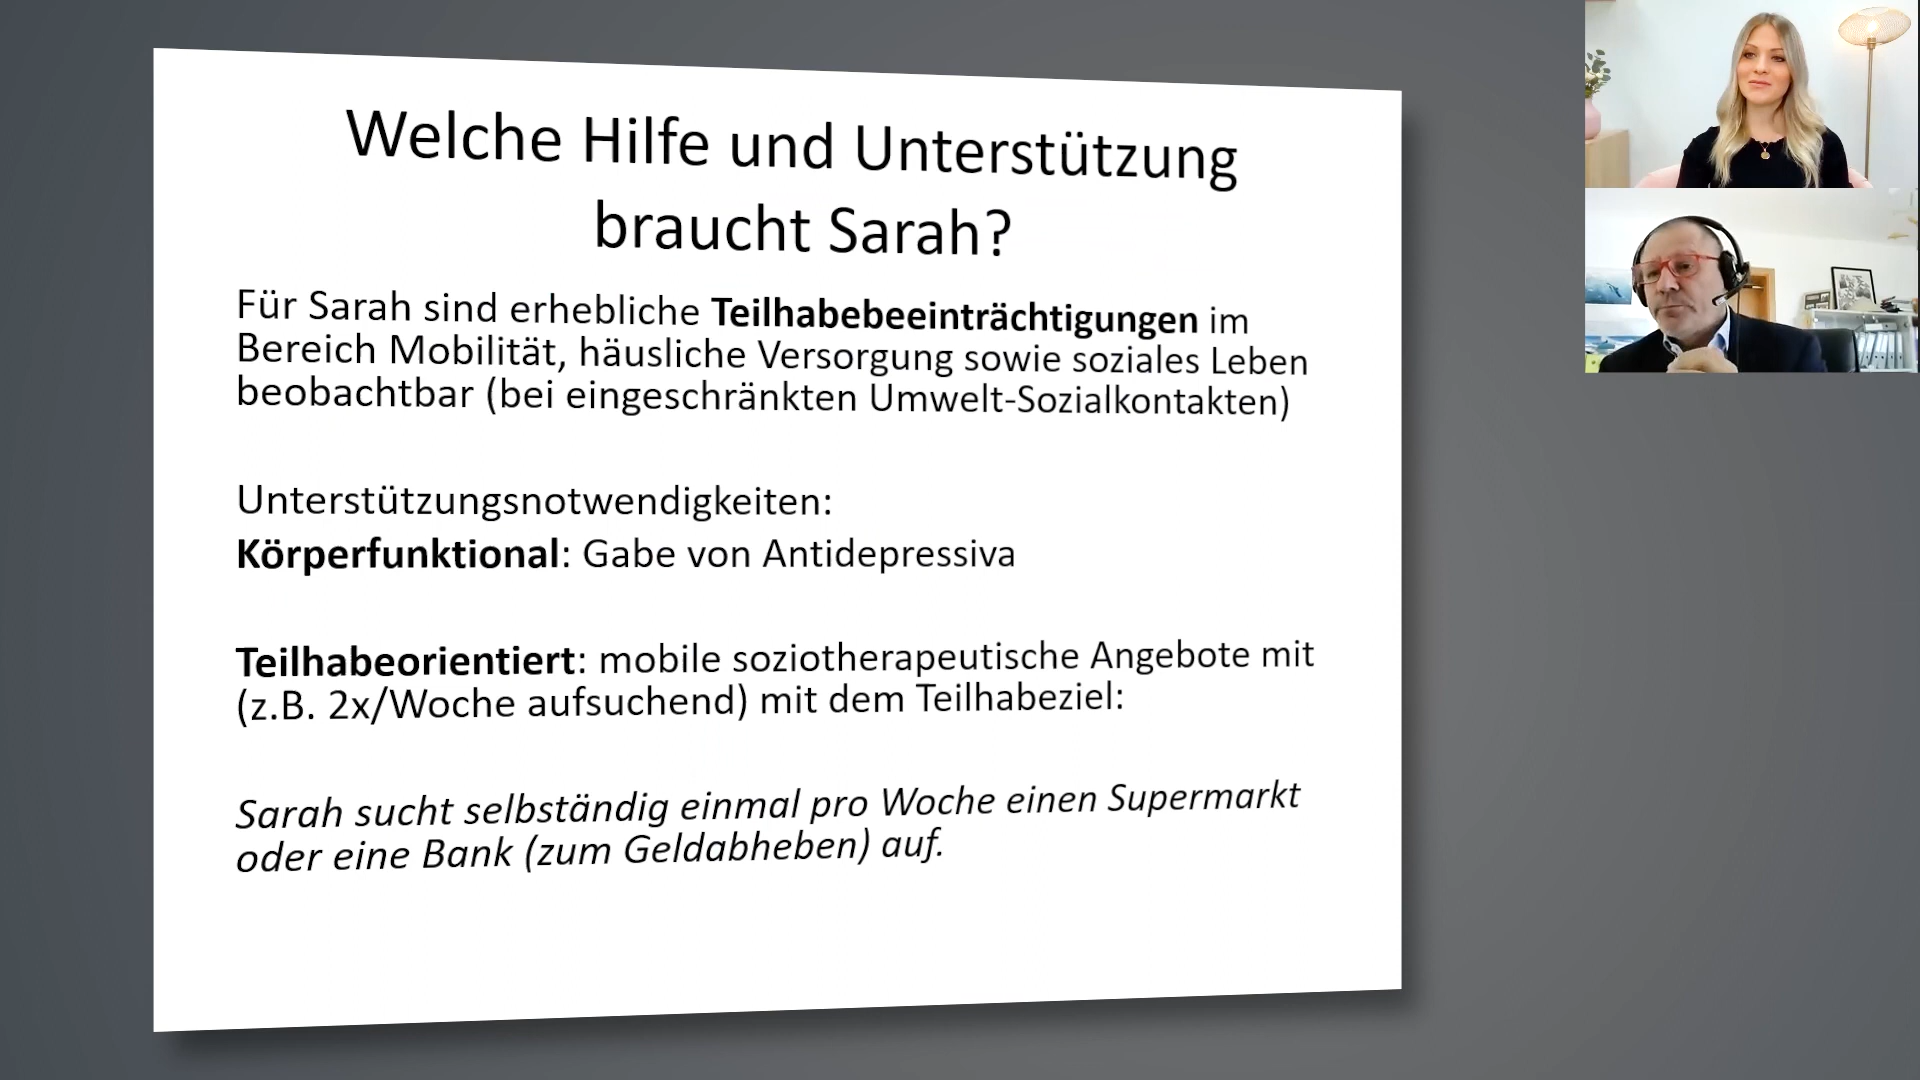 Welche Hilfe und Unterstützung
braucht Sarah?
Für Sarah sind erhebliche Teilhabebeeinträchtigungen im
Bereich Mobilität, häusliche Versorgung sowie soziales Leben
beobachtbar (bei eingeschränkten Umwelt-Sozialkontakten)
Unterstützungsnotwendigkeiten:
Körperfunktional: Gabe von Antidepressiva
Teilhabeorientiert: mobile soziotherapeutische Angebote mit
(z.B. 2x/Woche aufsuchend) mit dem Teilhabeziel:
Sarah sucht selbständig einmal pro Woche einen Supermarkt
oder eine Bank (zum Geldabheben) auf.